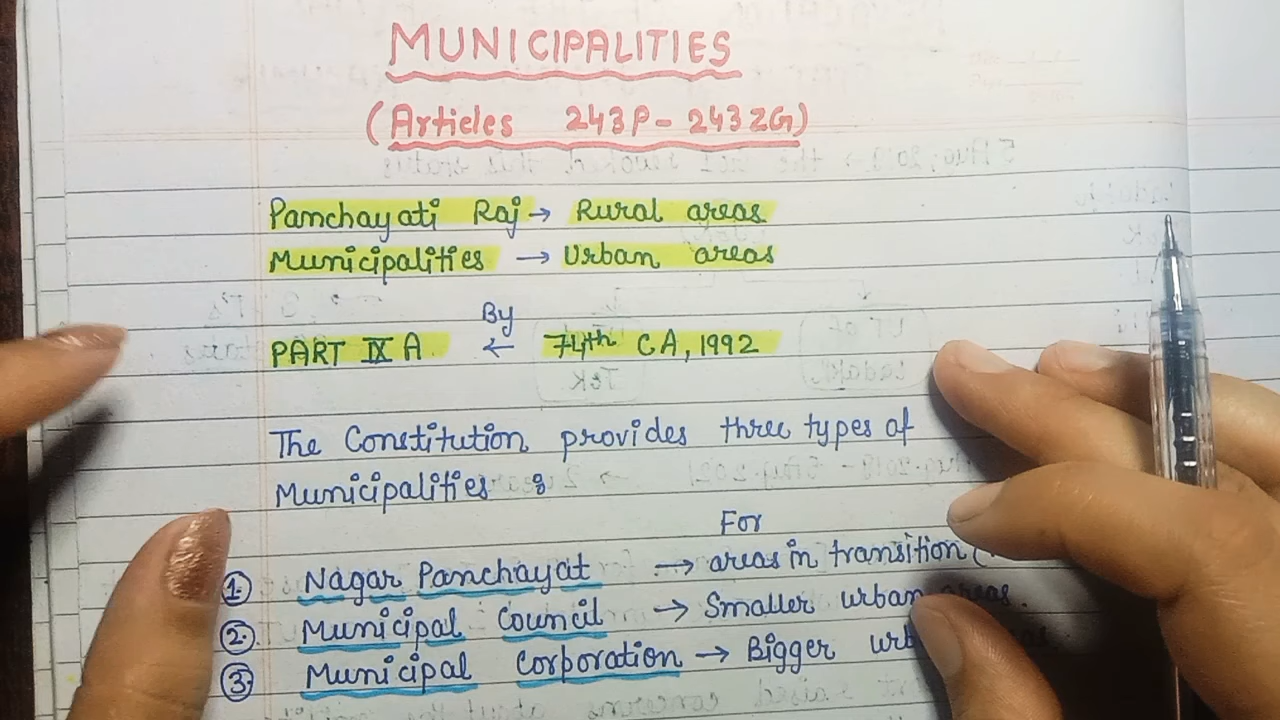 MUNICIPALITIES
(Articles 243P - 243ZG)
Panchayati Raj → Rural areas
Municipalities → Urban areas
By
PART IX A ← 74th CA, 1992
The Constitution provides three types of
Municipalities :
For
① Nagar Panchayat → areas in transition (
② Municipal Council → Smaller urban areas.
③ Municipal Corporation → Bigger